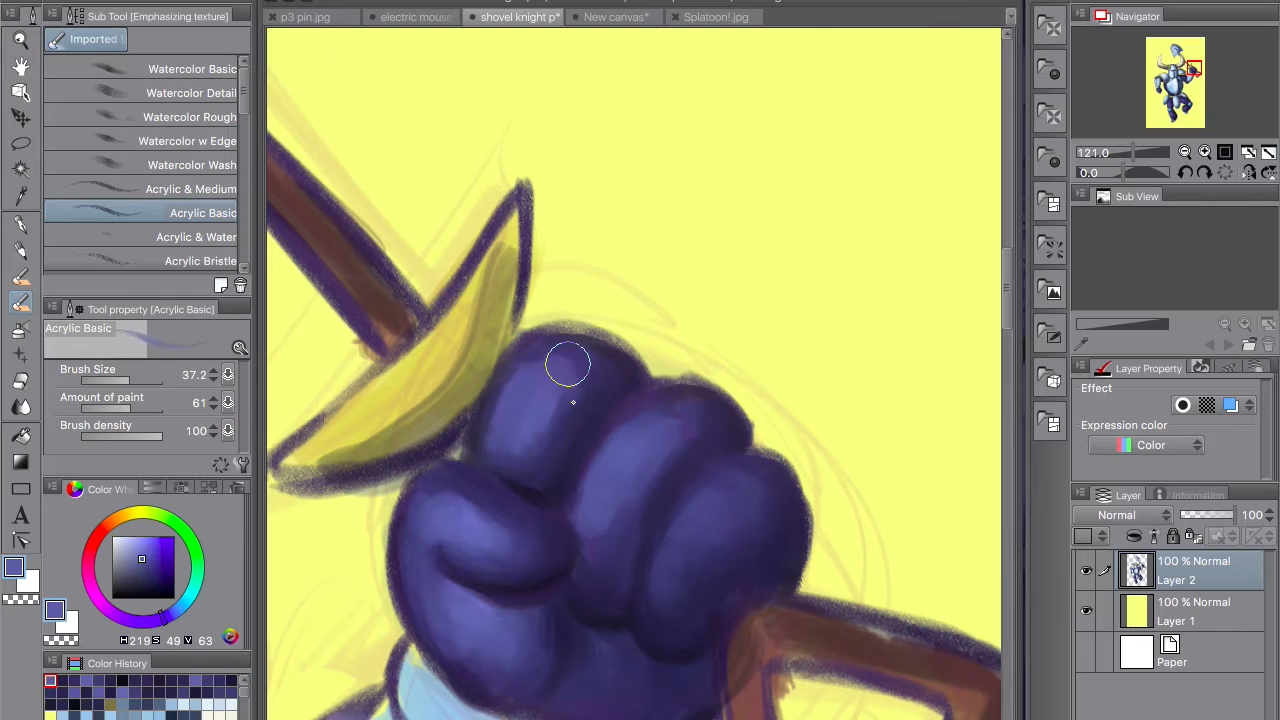 p3 pin.jpg
electric mouse
shovel knight p*
New canvas*
Splatoon!.jpg
Sub Tool [Emphasizing texture]
Imported
Watercolor Basic
Watercolor Detail
Watercolor Rough
Watercolor w Edge
Watercolor Wash
Acrylic & Medium
Acrylic Basic
Acrylic & Water
Acrylic Bristle
Tool property [Acrylic Basic]
Acrylic Basic
Brush Size
37.2
Amount of paint
61
Brush density
100
Color Whe
H219S 49 V 63
Color History
A
Navigator
121.0
0.0
Sub View
Layer Property
Effect
Expression color
Color
Layer
Information
Normal
100
100 % Normal
Layer 2
100 % Normal
Layer 1
Paper